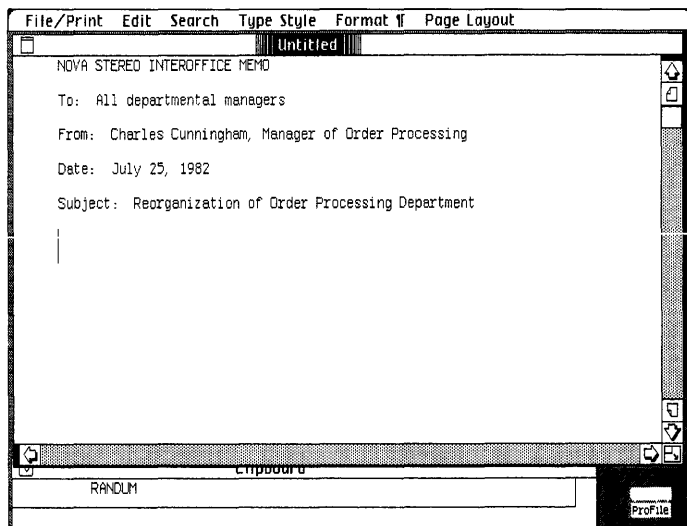 File/Print Edit Search Type Style Format ¶ Page Layout
Untitled
NOVA STEREO INTEROFFICE MEMO
To: All departmental managers
From: Charles Cunningham, Manager of Order Processing
Date: July 25, 1982
Subject: Reorganization of Order Processing Department
Clipboard
RANDUM
ProFile